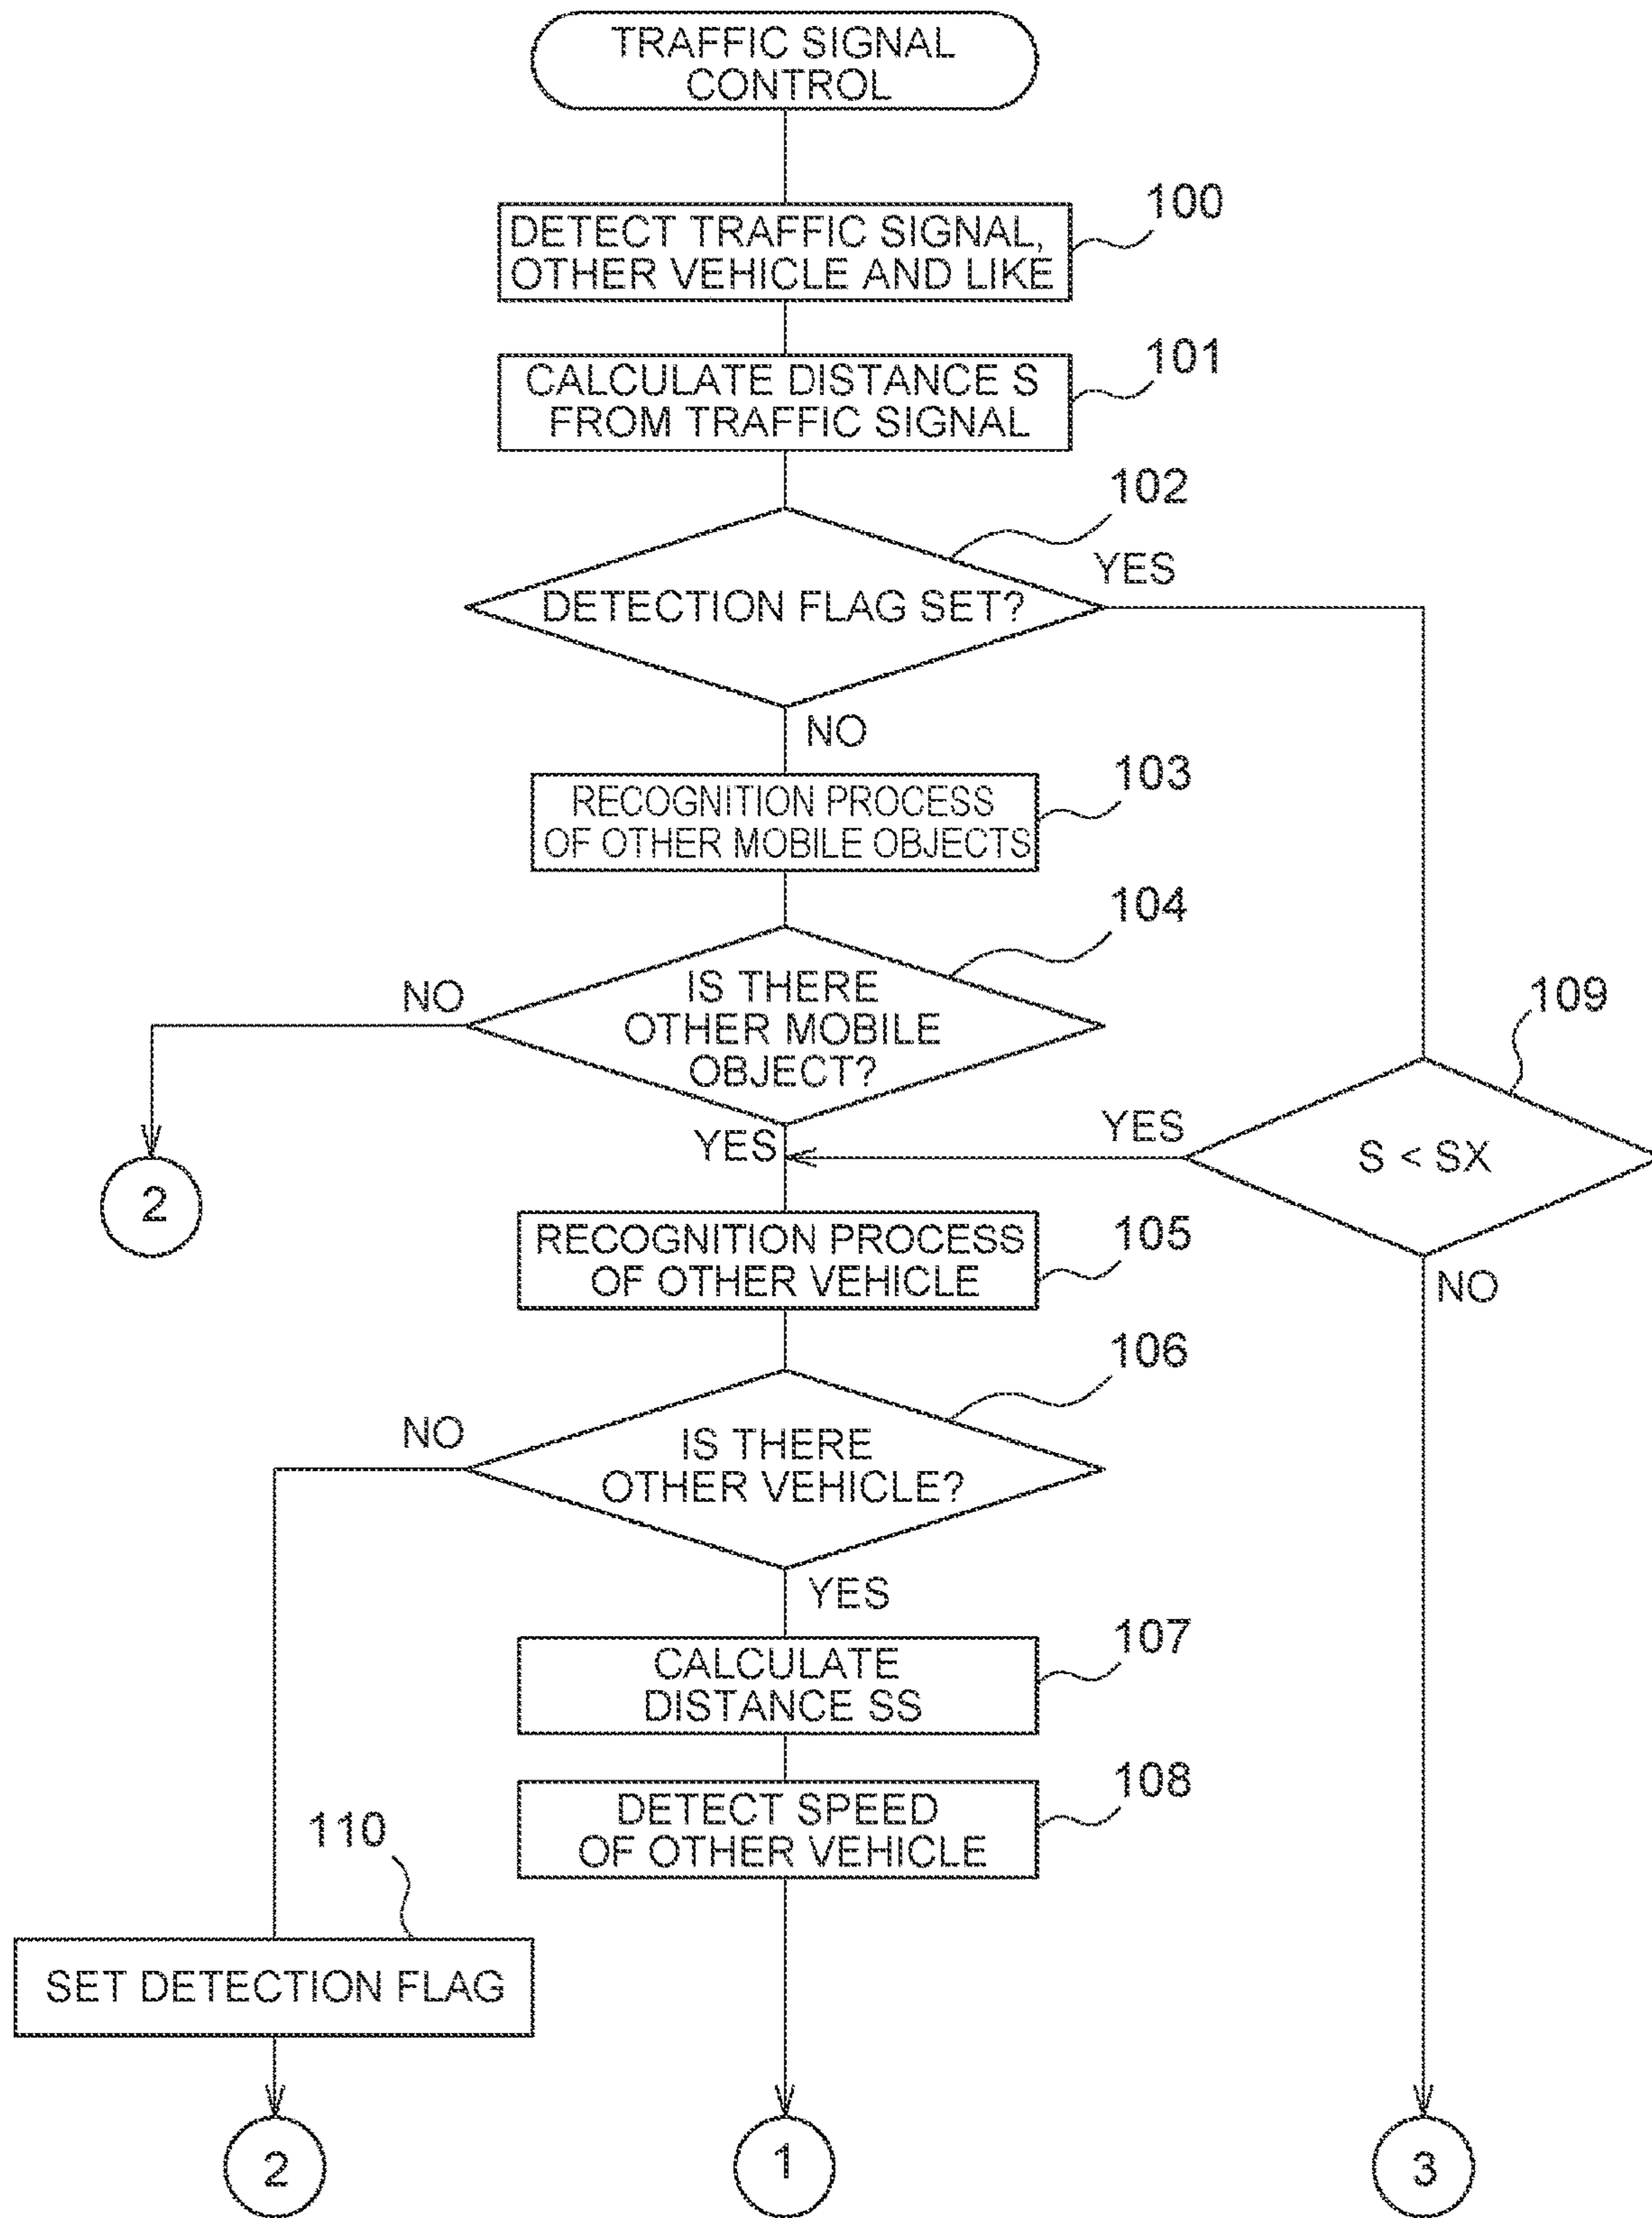 TRAFFIC SIGNAL
CONTROL
100
DETECT TRAFFIC SIGNAL,
OTHER VEHICLE AND LIKE
101
CALCULATE DISTANCE S
FROM TRAFFIC SIGNAL
102
YES
DETECTION FLAG SET?
NO
103
RECOGNITION PROCESS
OF OTHER MOBILE OBJECTS
104
NO
IS THERE
OTHER MOBILE
OBJECT?
109
YES
YES
S < SX
2
105
RECOGNITION PROCESS
OF OTHER VEHICLE
NO
106
NO
IS THERE
OTHER VEHICLE?
YES
107
CALCULATE
DISTANCE SS
108
DETECT SPEED
OF OTHER VEHICLE
110
SET DETECTION FLAG
2
1
3